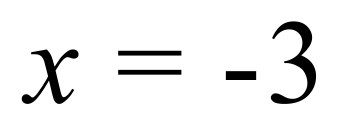 x = -3